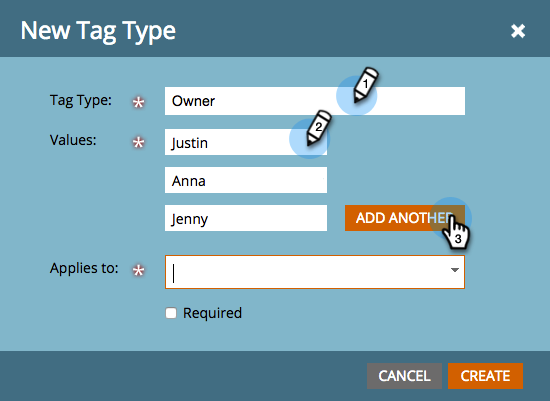 New Tag Type
Tag Type: * Owner
1
Values: * Justin
2
Anna
Jenny ADD ANOTHER
3
Applies to: *
Required
CANCEL CREATE